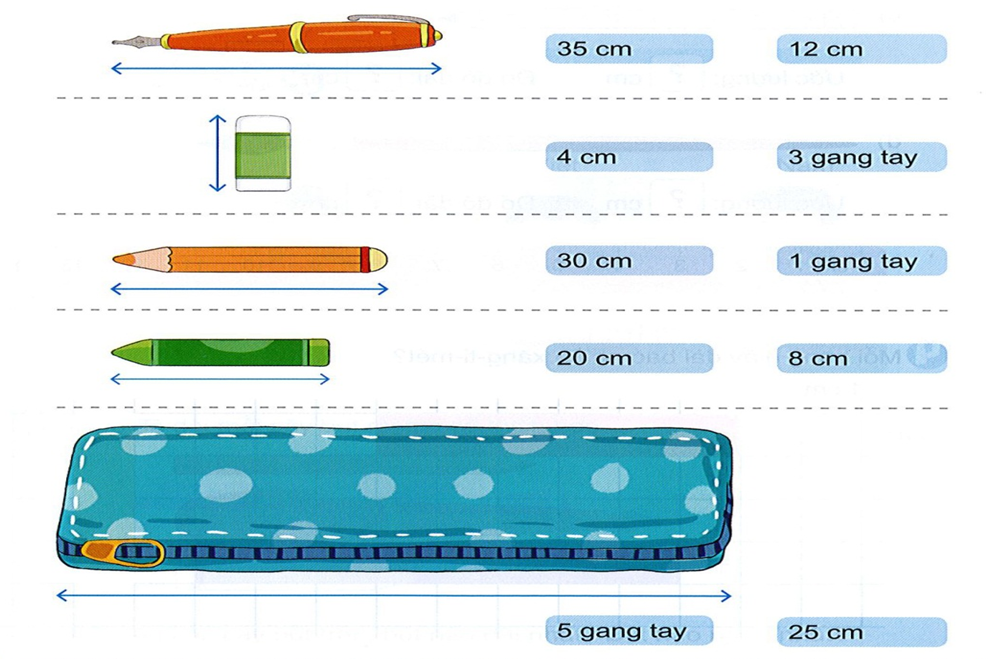 35 cm 12 cm
4 cm 3 gang tay
30 cm 1 gang tay
20 cm 8 cm
5 gang tay 25 cm